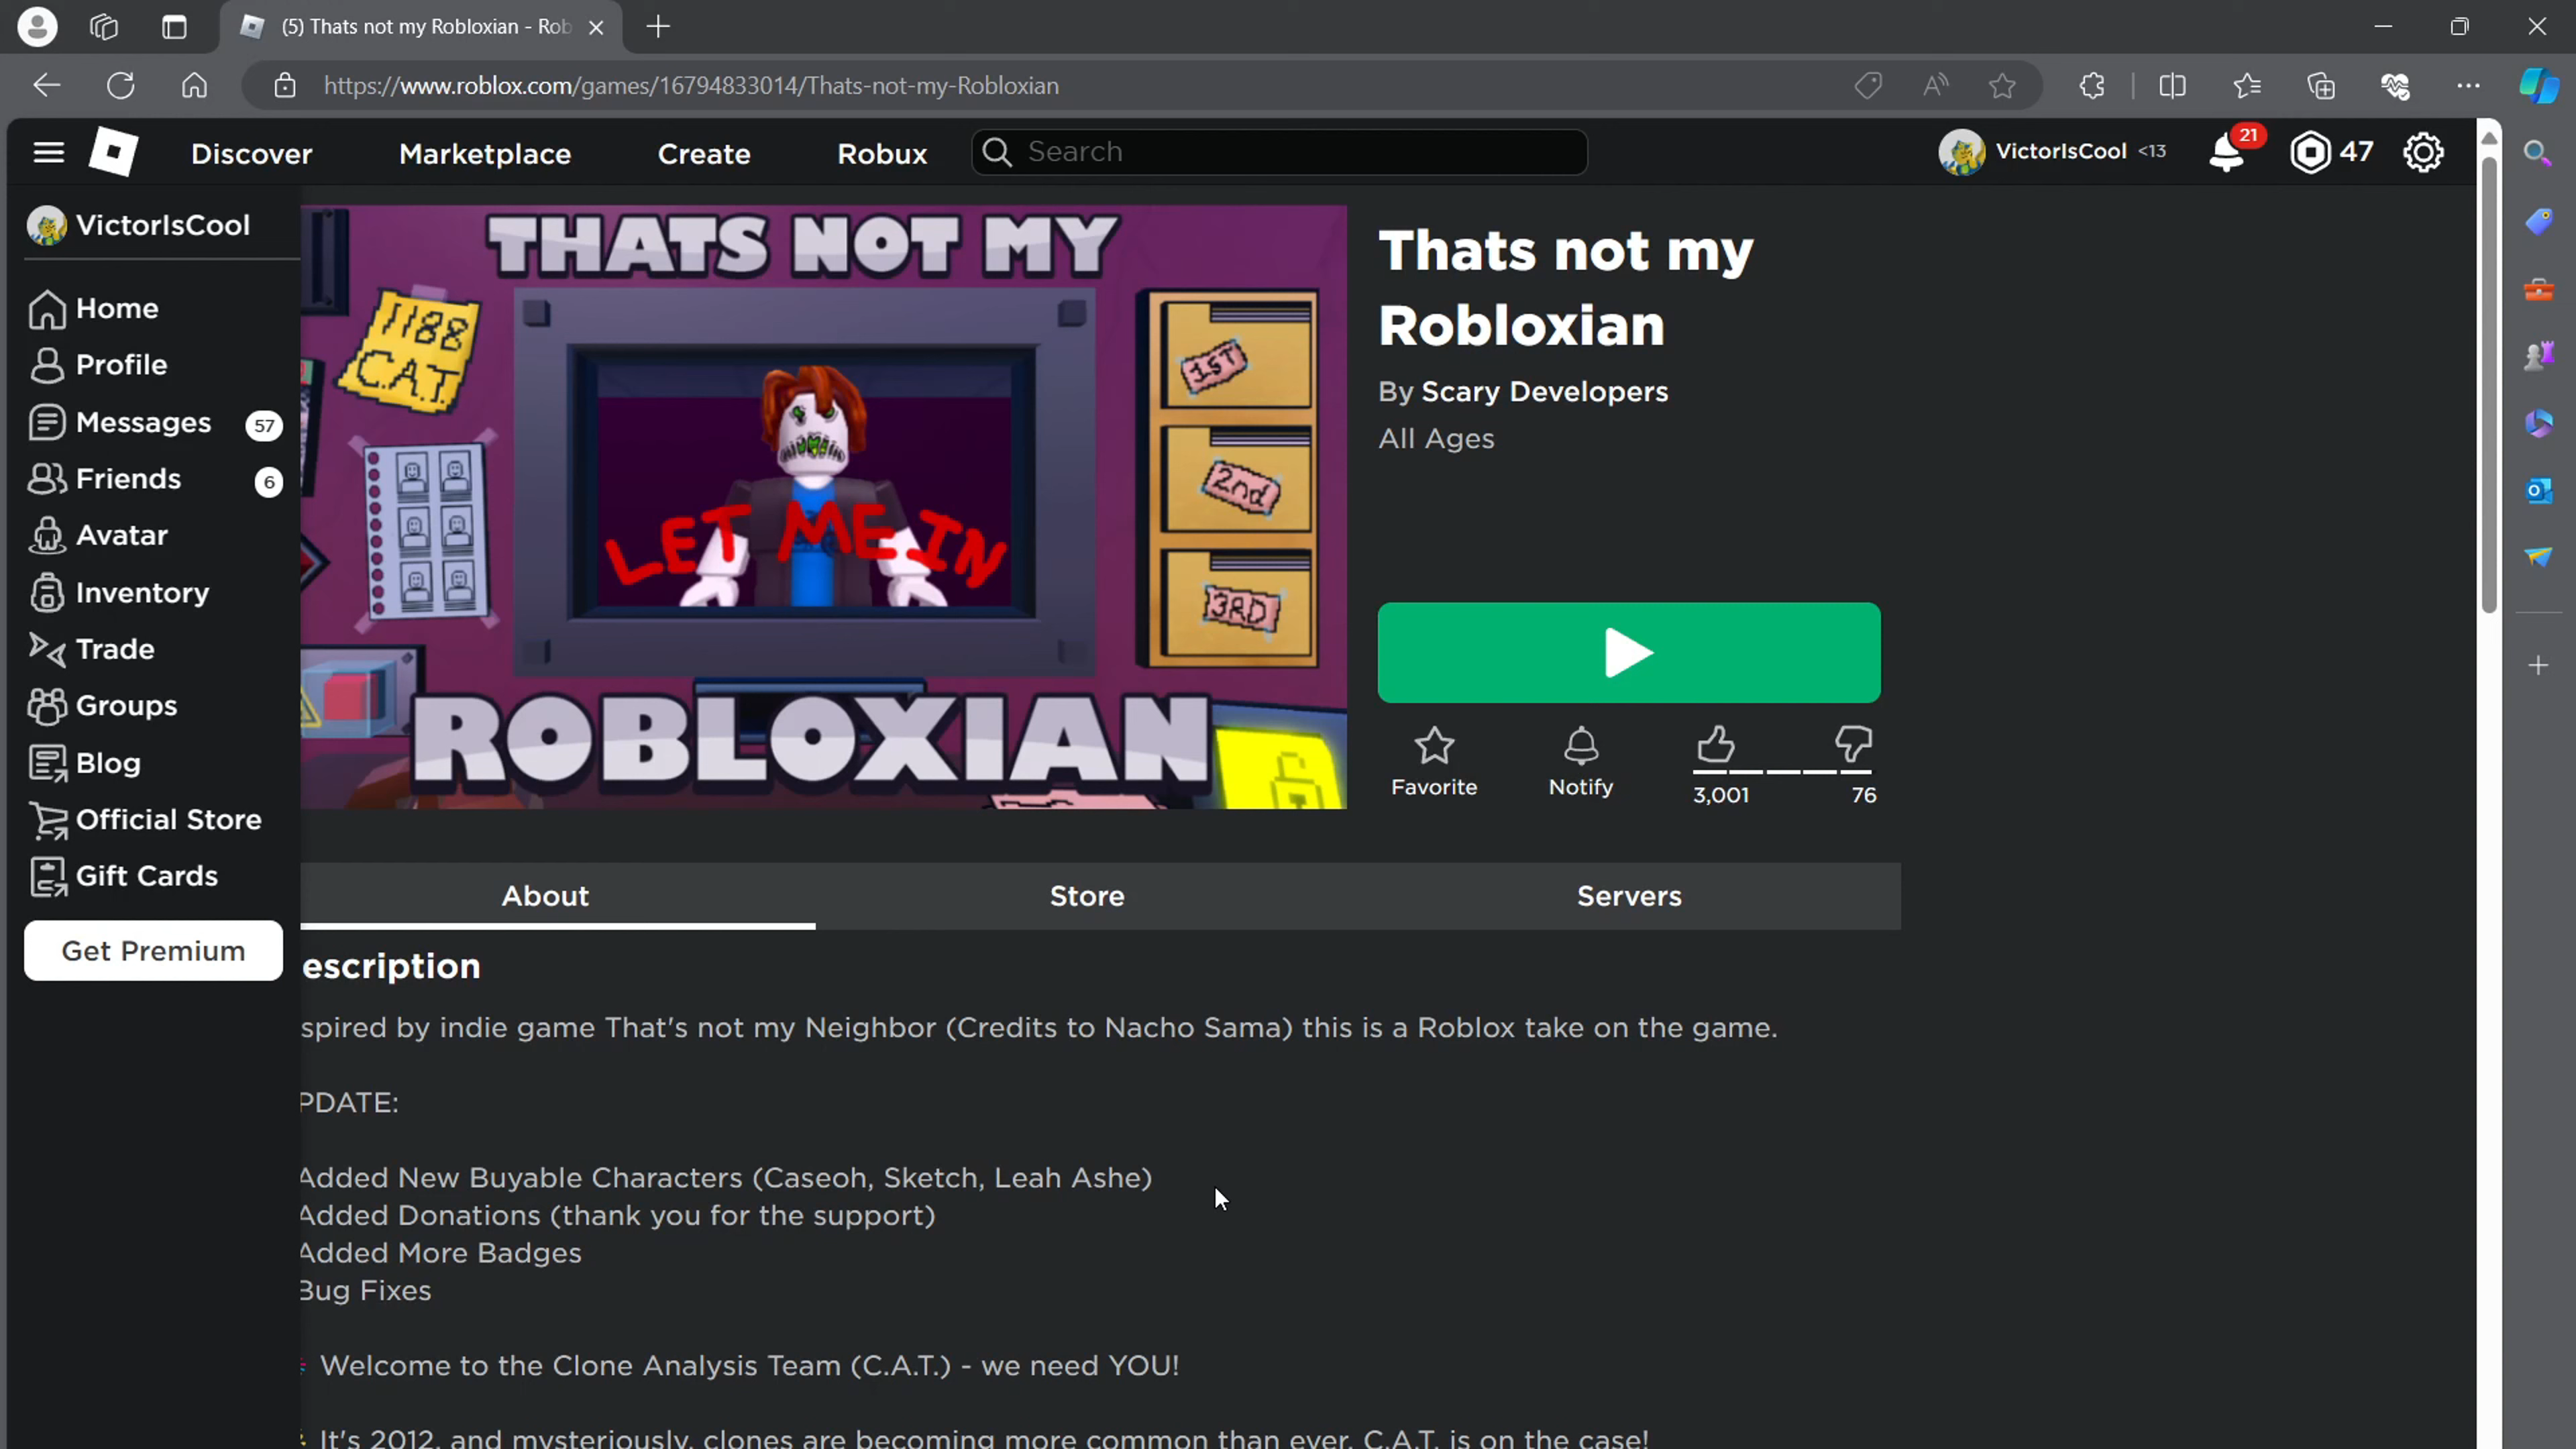 (5) Thats not my Robloxian - Rob
https://www.roblox.com/games/16794833014/Thats-not-my-Robloxian
Discover Marketplace Create Robux Search VictorIsCool <13 21 47
VictorIsCool
Home
Profile
Messages 57
Friends 6
Avatar
Inventory
Trade
Groups
Blog
Official Store
Gift Cards
Get Premium
THATS NOT MY
1188
C.A.T.
1ST
2nd
3RD
LET ME IN
ROBLOXIAN
Thats not my
Robloxian
By Scary Developers
All Ages
Favorite Notify 3,001 76
About Store Servers
escription
spired by indie game That's not my Neighbor (Credits to Nacho Sama) this is a Roblox take on the game.
PDATE:
Added New Buyable Characters (Caseoh, Sketch, Leah Ashe)
Added Donations (thank you for the support)
Added More Badges
Bug Fixes
Welcome to the Clone Analysis Team (C.A.T.) - we need YOU!
It's 2012, and mysteriously, clones are becoming more common than ever. C.A.T. is on the case!